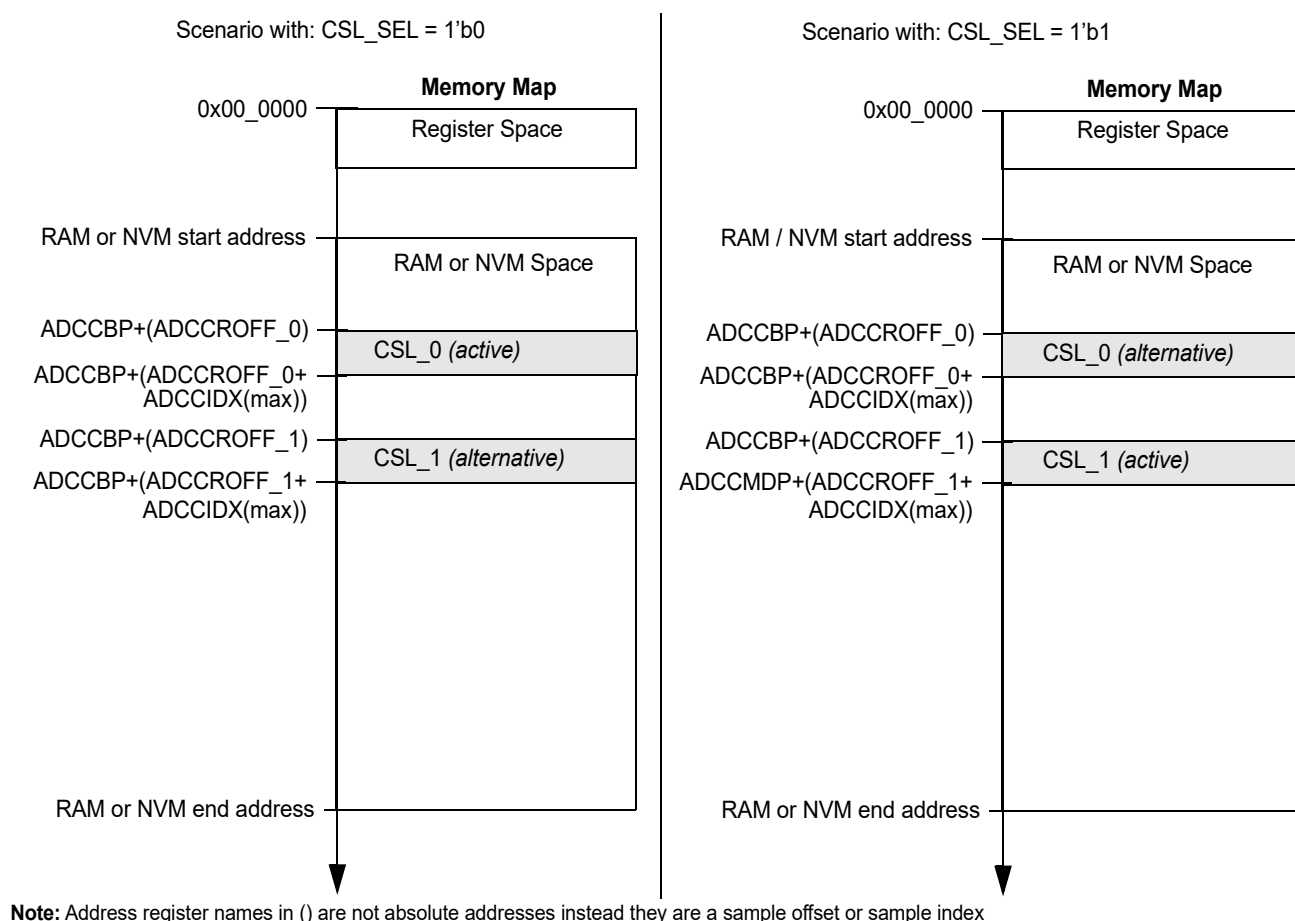 Scenario with: CSL_SEL = 1’b0
Memory Map
0x00_0000
Register Space
RAM or NVM start address
RAM or NVM Space
ADCCBP+(ADCCROFF_0)
CSL_0 (active)
ADCCBP+(ADCCROFF_0+
ADCCIDX(max))
ADCCBP+(ADCCROFF_1)
CSL_1 (alternative)
ADCCBP+(ADCCROFF_1+
ADCCIDX(max))
RAM or NVM end address
Scenario with: CSL_SEL = 1’b1
Memory Map
0x00_0000
Register Space
RAM / NVM start address
RAM or NVM Space
ADCCBP+(ADCCROFF_0)
CSL_0 (alternative)
ADCCBP+(ADCCROFF_0+
ADCCIDX(max))
ADCCBP+(ADCCROFF_1)
CSL_1 (active)
ADCCMDP+(ADCCROFF_1+
ADCCIDX(max))
RAM or NVM end address
Note: Address register names in () are not absolute addresses instead they are a sample offset or sample index